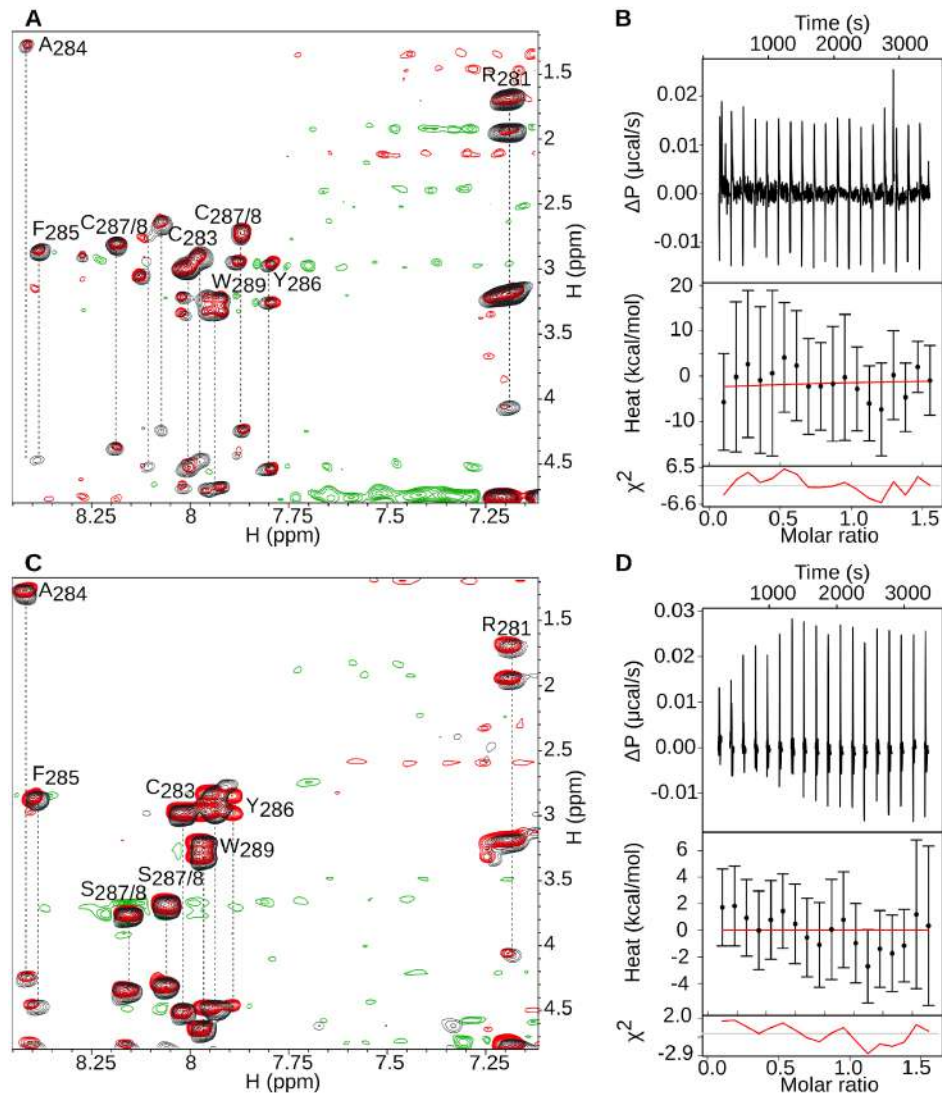 A
A284
R281
F285
C287/8
C287/8
C283
W289
Y286
1.5
2
2.5
3
3.5
4
4.5
H (ppm)
8.25
8
7.75
7.5
7.25
H (ppm)
B
Time (s)
1000
2000
3000
0.02
0.01
0.00
-0.01
ΔP (µcal/s)
20
10
0
-10
Heat (kcal/mol)
6.5
-6.6
χ2
0.0
0.5
1.0
1.5
Molar ratio
C
A284
R281
F285
C283
Y286
W289
S287/8
S287/8
1.5
2
2.5
3
3.5
4
4.5
H (ppm)
8.25
8
7.75
7.5
7.25
H (ppm)
D
Time (s)
1000
2000
3000
0.03
0.02
0.01
0.00
-0.01
ΔP (µcal/s)
6
4
2
0
-2
-4
Heat (kcal/mol)
2.0
-2.9
χ2
0.0
0.5
1.0
1.5
Molar ratio